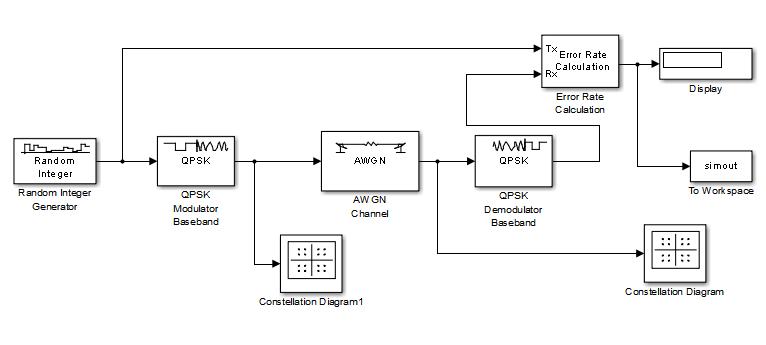 Tx
Rx
Error Rate
Calculation
Error Rate
Calculation
Display
Random
Integer
Random Integer
Generator
QPSK
QPSK
Modulator
Baseband
AWGN
AWGN
Channel
QPSK
QPSK
Demodulator
Baseband
simout
To Workspace
Constellation Diagram1
Constellation Diagram